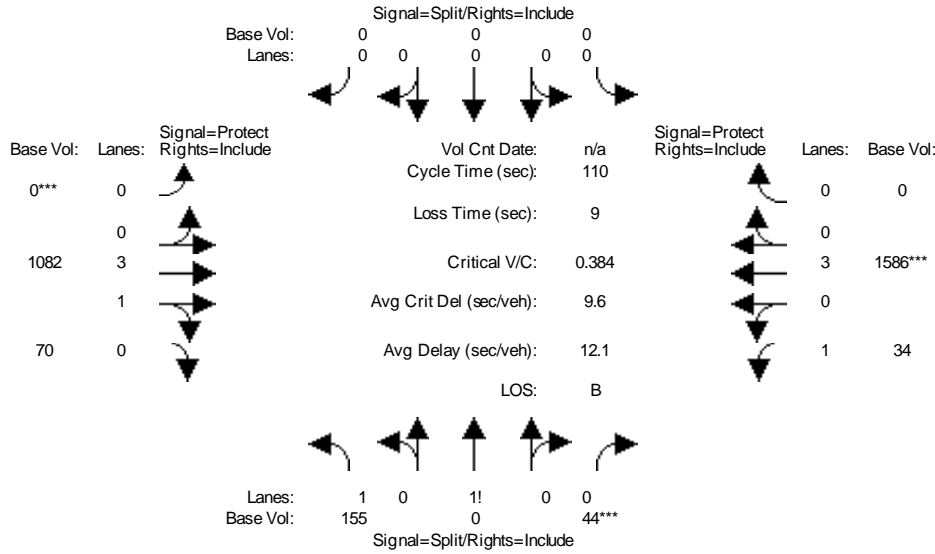 Signal=Split/Rights=Include
Base Vol: 0 0 0
Lanes: 0 0 0 0 0
Signal=Protect
Base Vol: Lanes: Rights=Include
Vol Cnt Date: n/a
Signal=Protect
Rights=Include Lanes: Base Vol:
Cycle Time (sec): 110
0*** 0
0 0
Loss Time (sec): 9
0
0
1082 3
Critical V/C: 0.384
3 1586***
1
Avg Crit Del (sec/veh): 9.6
0
70 0
Avg Delay (sec/veh): 12.1
1 34
LOS: B
Lanes: 1 0 1! 0 0
Base Vol: 155 0 44***
Signal=Split/Rights=Include